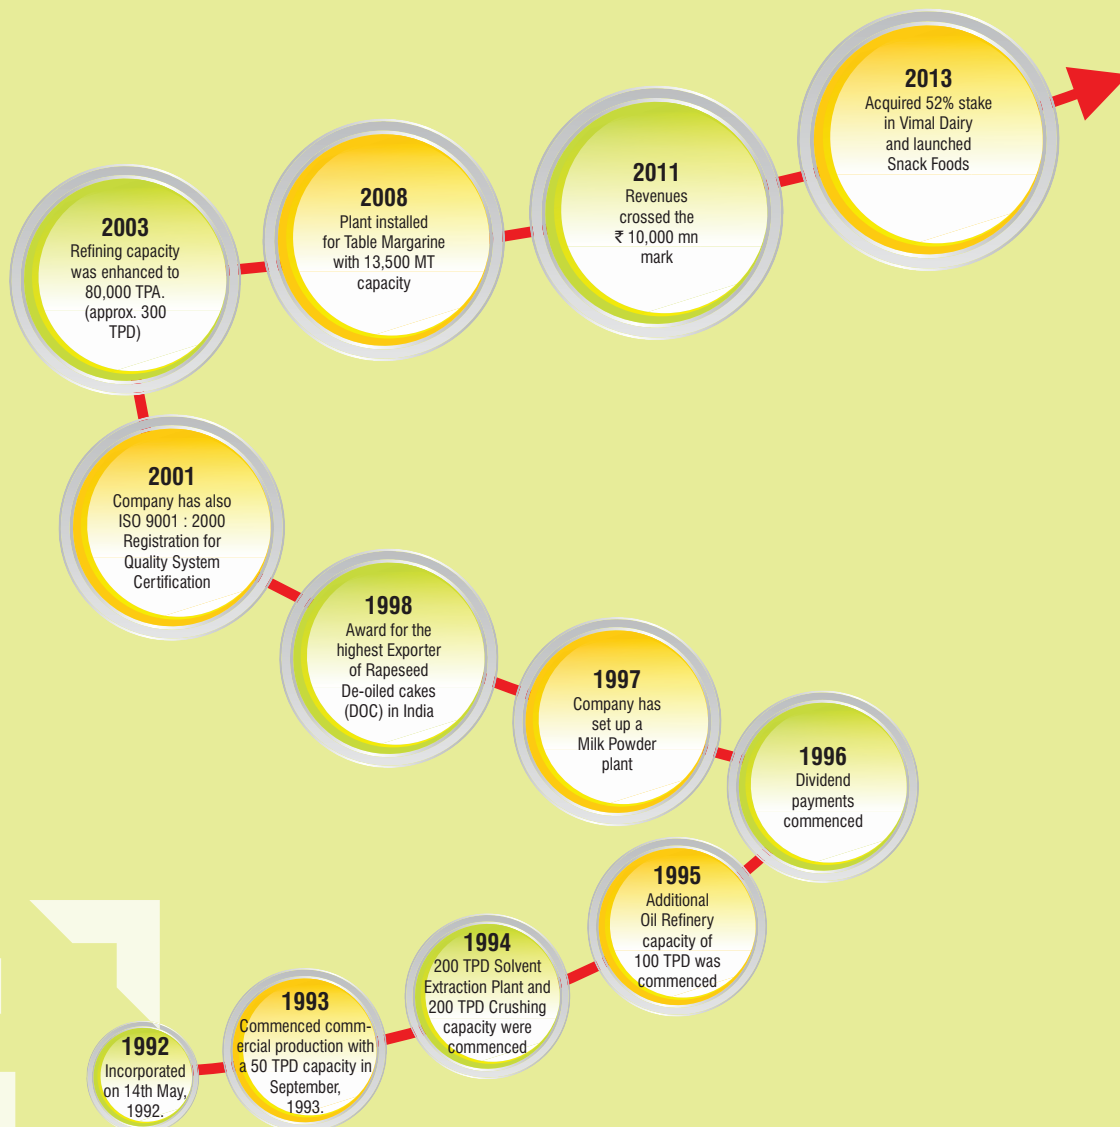 2013
Acquired 52% stake
in Vimal Dairy
and launched
Snack Foods
2011
Revenues
crossed the
₹ 10,000 mn
mark
2008
Plant installed
for Table Margarine
with 13,500 MT
capacity
2003
Refining capacity
was enhanced to
80,000 TPA.
(approx. 300
TPD)
2001
Company has also
ISO 9001 : 2000
Registration for
Quality System
Certification
1998
Award for the
highest Exporter
of Rapeseed
De-oiled cakes
(DOC) in India
1997
Company has
set up a
Milk Powder
plant
1996
Dividend
payments
commenced
1995
Additional
Oil Refinery
capacity of
100 TPD was
commenced
1994
200 TPD Solvent
Extraction Plant and
200 TPD Crushing
capacity were
commenced
1993
Commenced comm-
ercial production with
a 50 TPD capacity in
September,
1993.
1992
Incorporated
on 14th May,
1992.